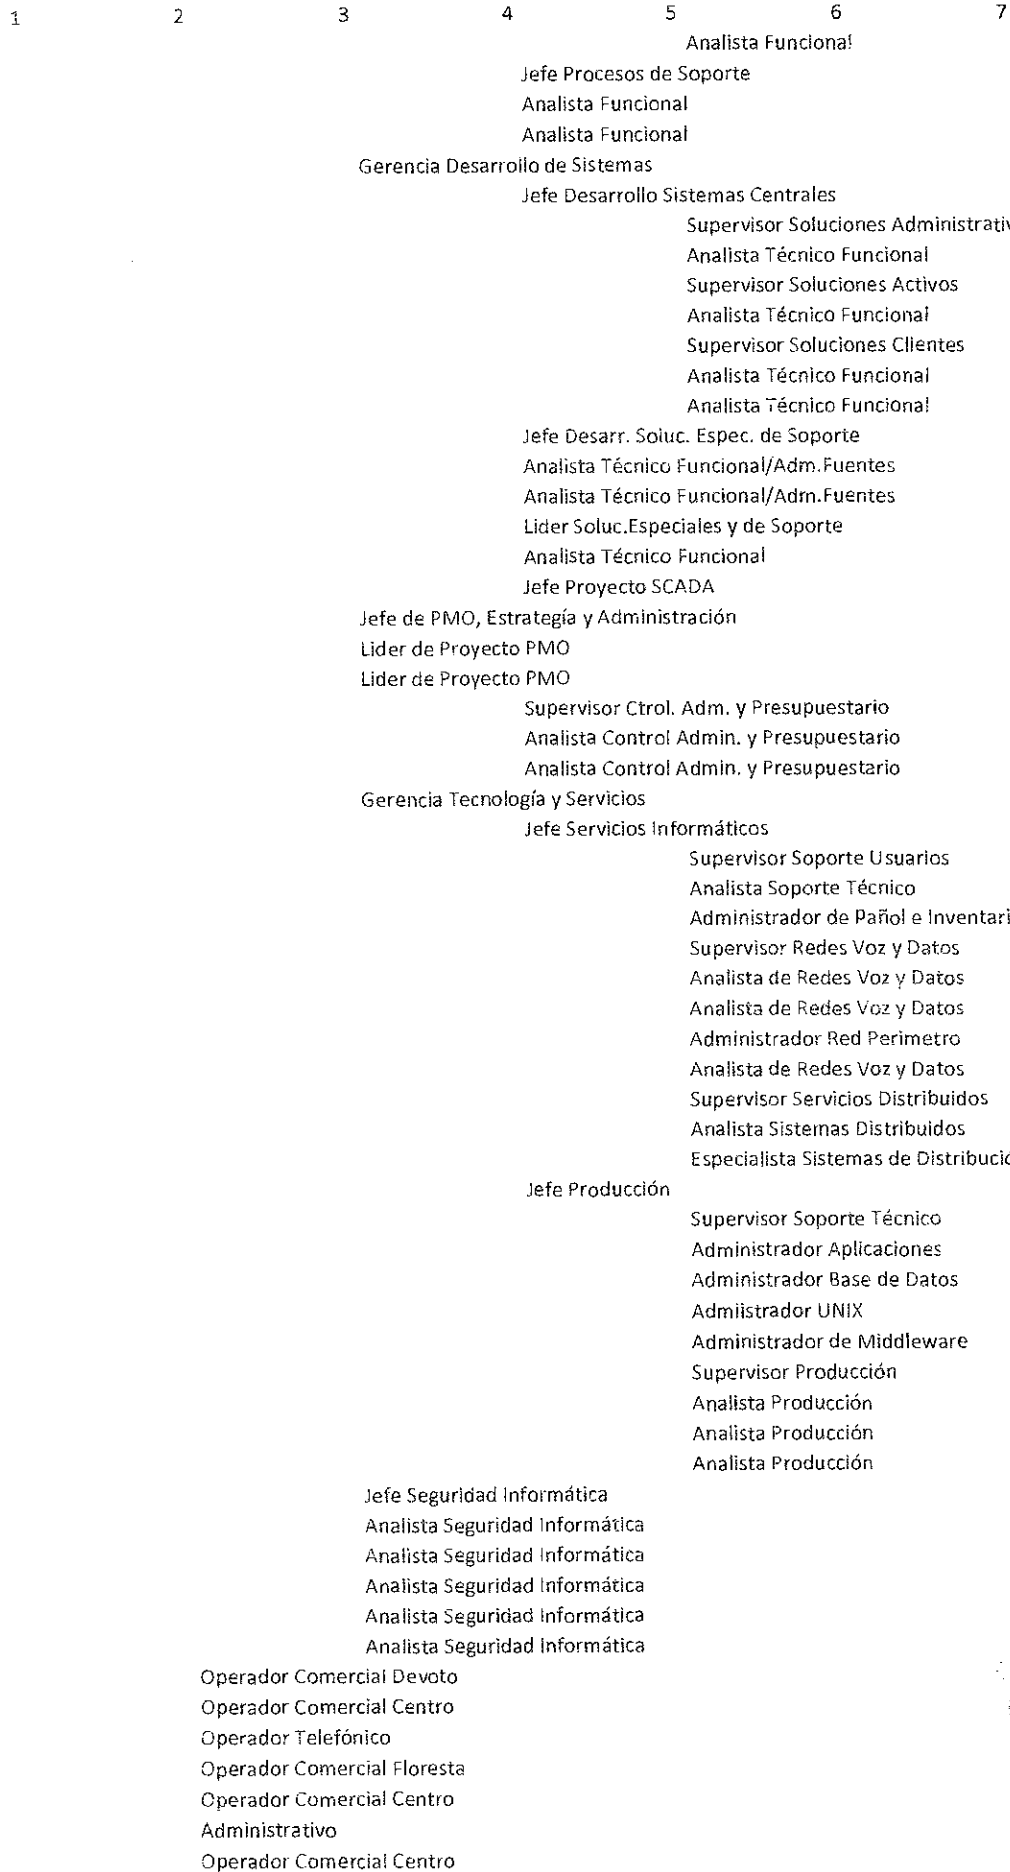 1 2 3 4 5 6 7
Analista Funcional
Jefe Procesos de Soporte
Analista Funcional
Analista Funcional
Gerencia Desarrollo de Sistemas
Jefe Desarrollo Sistemas Centrales
Supervisor Soluciones Administrativ
Analista Técnico Funcional
Supervisor Soluciones Activos
Analista Técnico Funcional
Supervisor Soluciones Clientes
Analista Técnico Funcional
Analista Técnico Funcional
Jefe Desarr. Soluc. Espec. de Soporte
Analista Técnico Funcional/Adm.Fuentes
Analista Técnico Funcional/Adm.Fuentes
Lider Soluc.Especiales y de Soporte
Analista Técnico Funcional
Jefe Proyecto SCADA
Jefe de PMO, Estrategía y Administración
Lider de Proyecto PMO
Lider de Proyecto PMO
Supervisor Ctrol. Adm. y Presupuestario
Analista Control Admin. y Presupuestario
Analista Control Admin. y Presupuestario
Gerencia Tecnología y Servicios
Jefe Servicios Informáticos
Supervisor Soporte Usuarios
Analista Soporte Técnico
Administrador de Pañol e Inventari
Supervisor Redes Voz y Datos
Analista de Redes Voz y Datos
Analista de Redes Voz y Datos
Administrador Red Perimetro
Analista de Redes Voz y Datos
Supervisor Servicios Distribuidos
Analista Sistemas Distribuidos
Especialista Sistemas de Distribució
Jefe Producción
Supervisor Soporte Técnico
Administrador Aplicaciones
Administrador Base de Datos
Admiistrador UNIX
Administrador de Middleware
Supervisor Producción
Analista Producción
Analista Producción
Analista Producción
Jefe Seguridad Informática
Analista Seguridad Informática
Analista Seguridad Informática
Analista Seguridad Informática
Analista Seguridad Informática
Analista Seguridad Informática
Operador Comercial Devoto
Operador Comercial Centro
Operador Telefónico
Operador Comercial Floresta
Operador Comercial Centro
Administrativo
Operador Comercial Centro